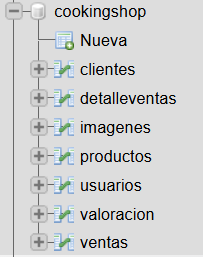 cookingshop
Nueva
clientes
detalleventas
imagenes
productos
usuarios
valoracion
ventas